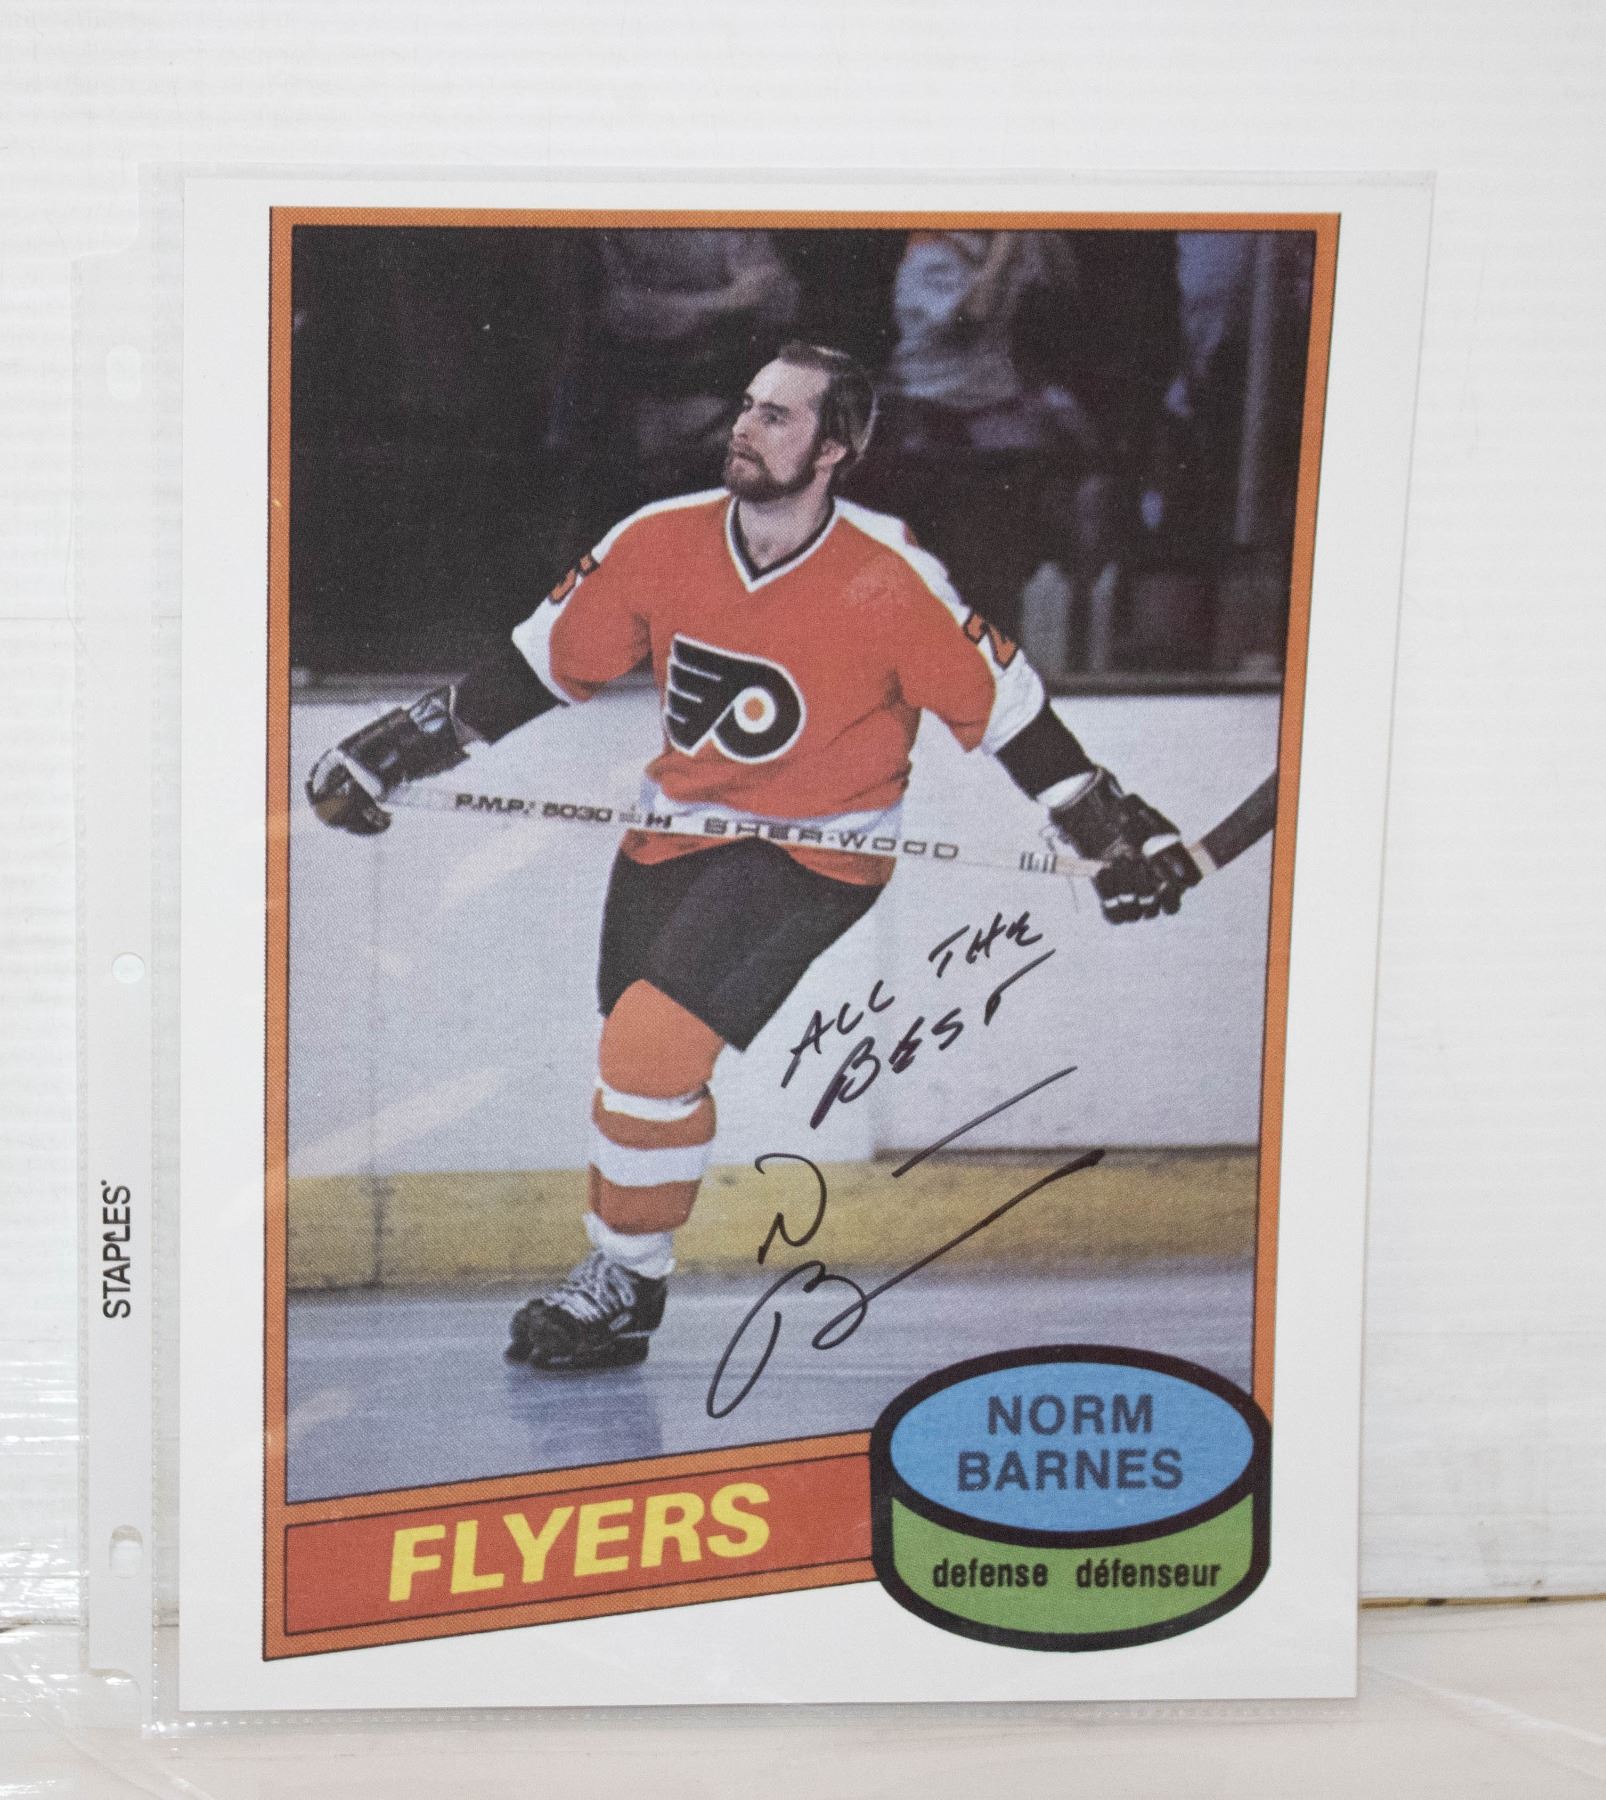 P.M.P. 5030 SHER-WOOD
ALL THE
BEST
STAPLES
NORM
BARNES
FLYERS
defense défenseur